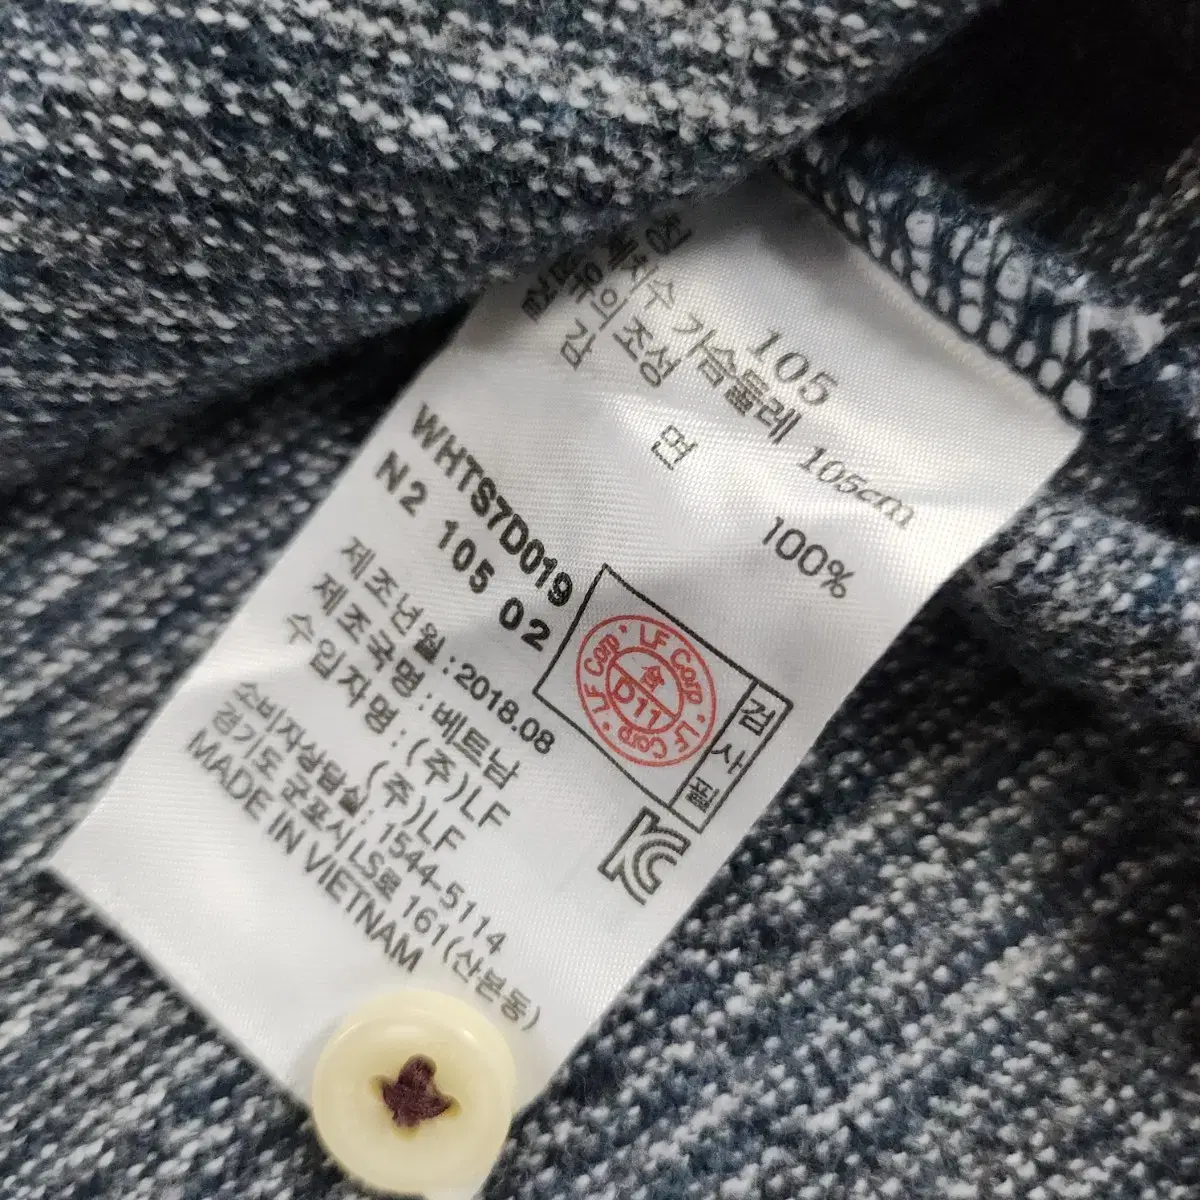 105
체치수 가슴둘레 105cm
섬유의 조성
겉감 면 100%
WHTS7D019
N2 105 02
제조년월 : 2018.08
제조국명 : 베트남
수입자명 : (주)LF
(주)LF
소비자상담실 : 1544-5114
경기도 군포시 LS로 161(산본동)
MADE IN VIETNAM
LF Corp · LF Corp · LF Corp
D11
검사필